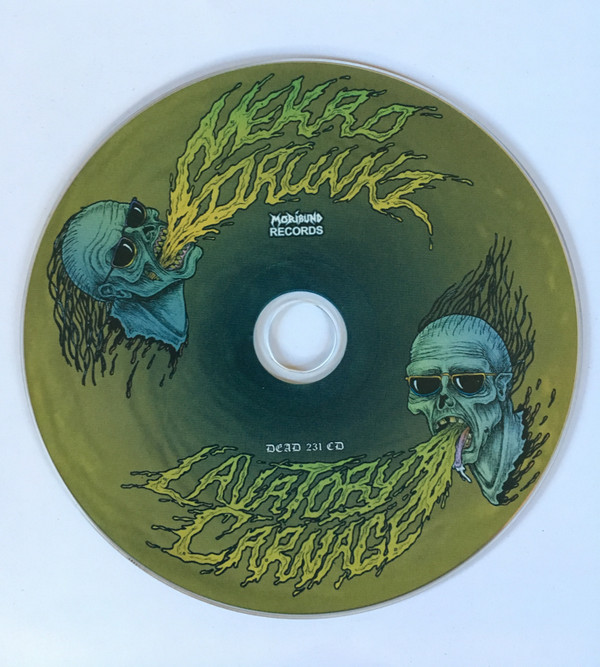 NEKRO
DRUNKZ
MORIBUND
RECORDS
DEAD 231 CD
LAVATORY
CARNAGE